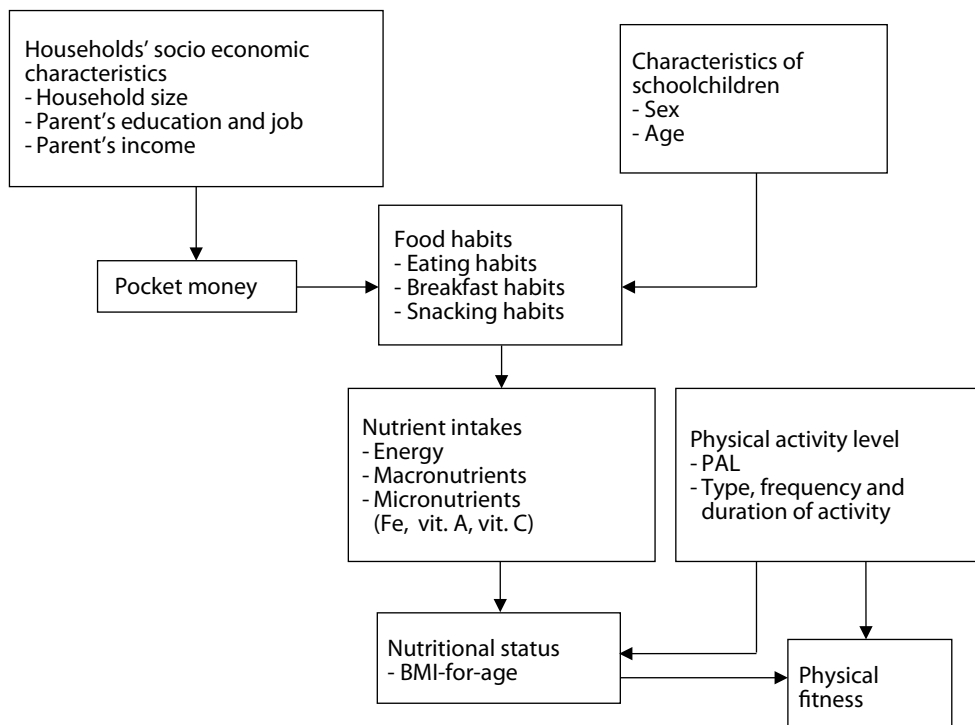 Households' socio economic
characteristics
- Household size
- Parent's education and job
- Parent's income
Characteristics of
schoolchildren
- Sex
- Age
Pocket money
Food habits
- Eating habits
- Breakfast habits
- Snacking habits
Nutrient intakes
- Energy
- Macronutrients
- Micronutrients
(Fe, vit. A, vit. C)
Physical activity level
- PAL
- Type, frequency and
duration of activity
Nutritional status
- BMI-for-age
Physical
fitness